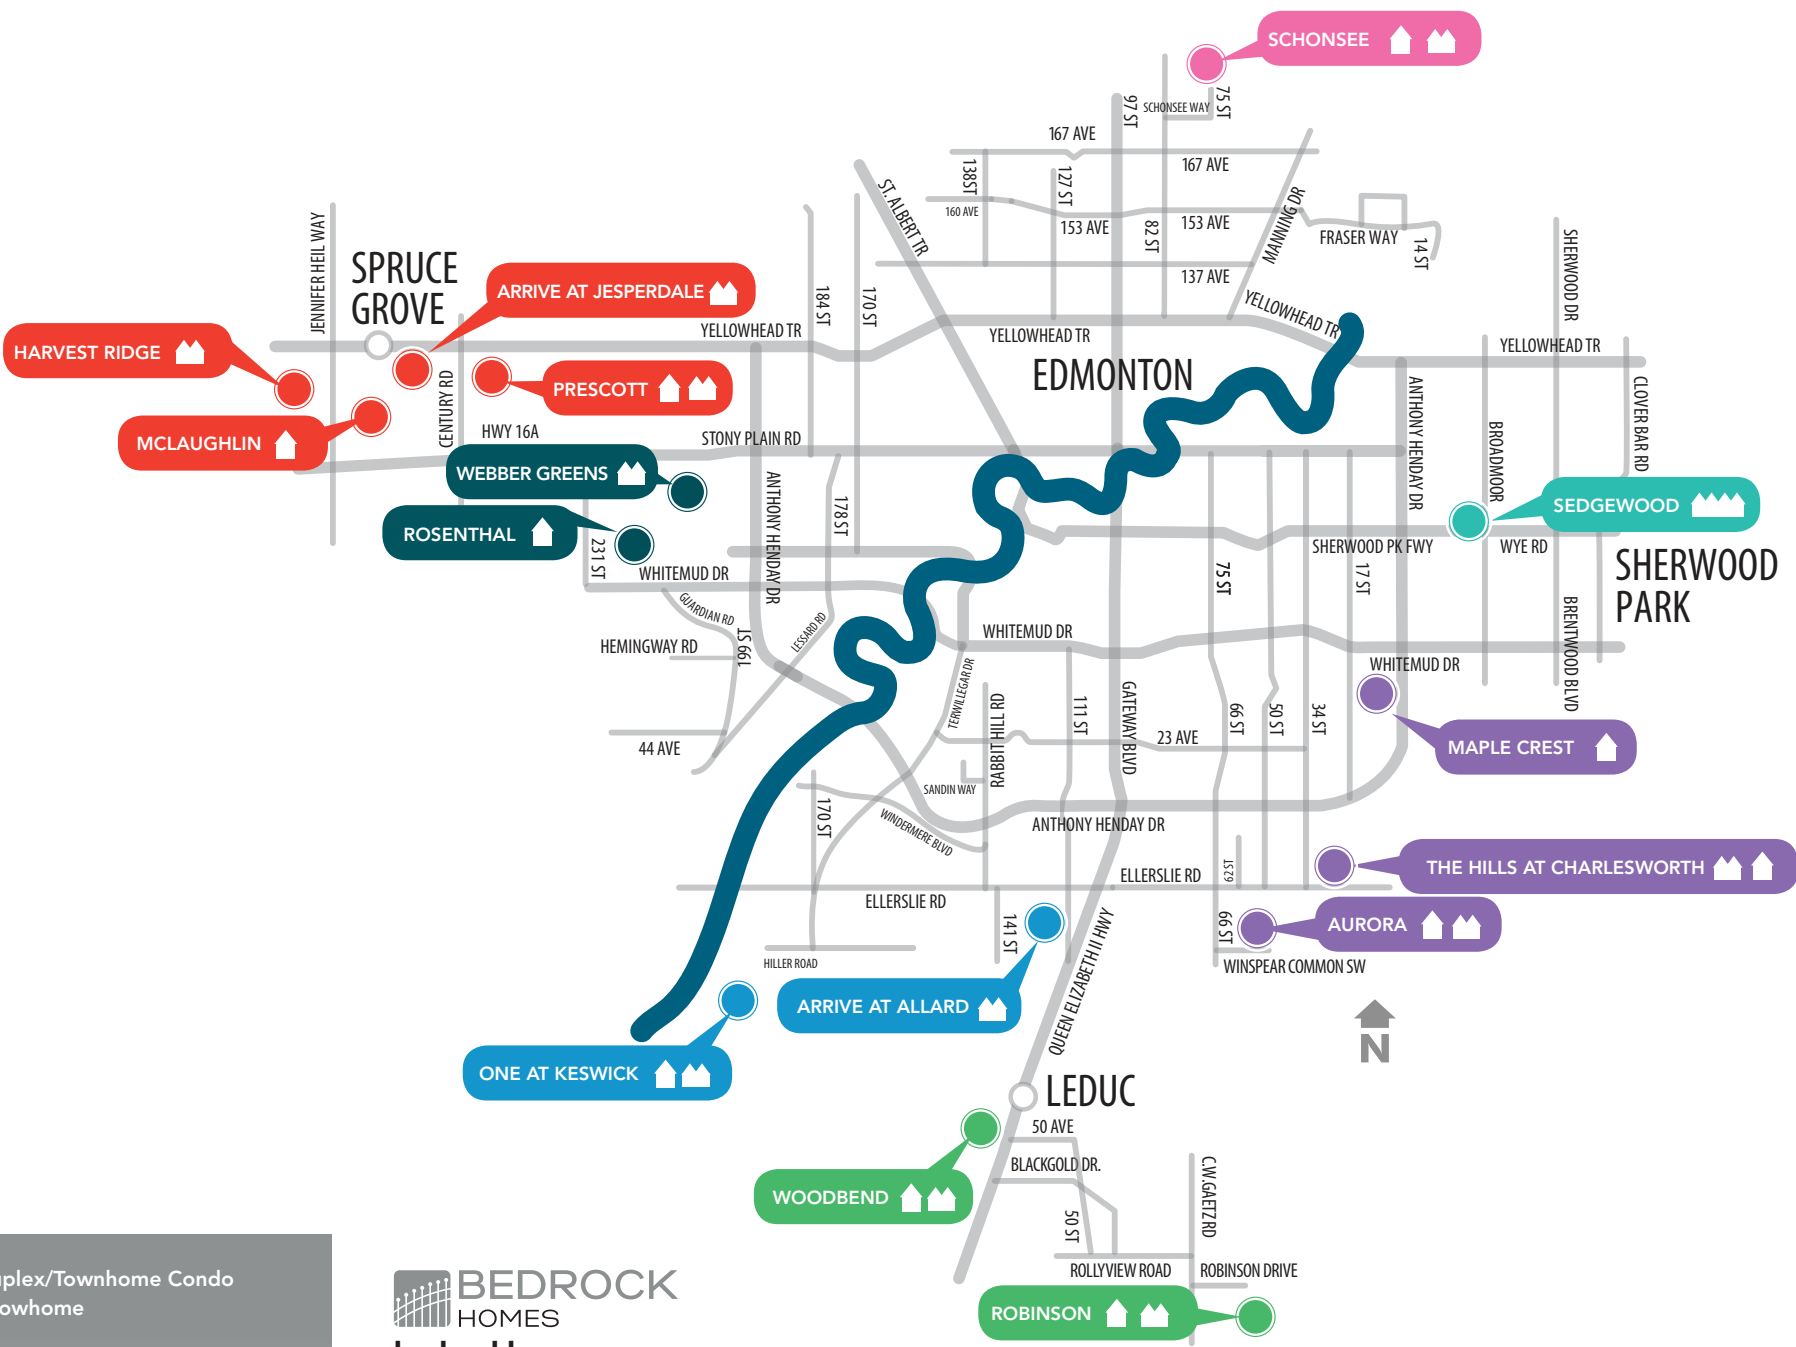 SCHONSEE
97 ST
SCHONSEE WAY
75 ST
167 AVE
167 AVE
138ST
127 ST
160 AVE
153 AVE
82 ST
153 AVE
MANNING DR
FRASER WAY
14 ST
137 AVE
ST. ALBERT TR
SHERWOOD DR
JENNIFER HEIL WAY
SPRUCE
GROVE
ARRIVE AT JESPERDALE
184 ST
170 ST
YELLOWHEAD TR
YELLOWHEAD TR
YELLOWHEAD TR
YELLOWHEAD TR
HARVEST RIDGE
EDMONTON
PRESCOTT
CENTURY RD
MCLAUGHLIN
HWY 16A
STONY PLAIN RD
ANTHONY HENDAY DR
BROADMOOR
CLOVER BAR RD
WEBBER GREENS
ANTHONY HENDAY DR
178 ST
SEDGEWOOD
ROSENTHAL
231 ST
SHERWOOD PK FWY
WYE RD
SHERWOOD
PARK
WHITEMUD DR
75 ST
17 ST
GUARDIAN RD
199 ST
LESSARD RD
HEMINGWAY RD
WHITEMUD DR
WHITEMUD DR
BRENTWOOD BLVD
TERWILLEGAR DR
RABBIT HILL RD
111 ST
GATEWAY BLVD
66 ST
50 ST
34 ST
23 AVE
44 AVE
MAPLE CREST
SANDIN WAY
170 ST
WINDERMERE BLVD
ANTHONY HENDAY DR
THE HILLS AT CHARLESWORTH
ELLERSLIE RD
62 ST
ELLERSLIE RD
141 ST
66 ST
AURORA
HILLER ROAD
WINSPEAR COMMON SW
ARRIVE AT ALLARD
QUEEN ELIZABETH II HWY
N
ONE AT KESWICK
LEDUC
50 AVE
BLACKGOLD DR.
WOODBEND
50 ST
C.W.GAETZ RD
ROLLYVIEW ROAD
ROBINSON DRIVE
ROBINSON
plex/Townhome Condo
owhome
BEDROCK
HOMES